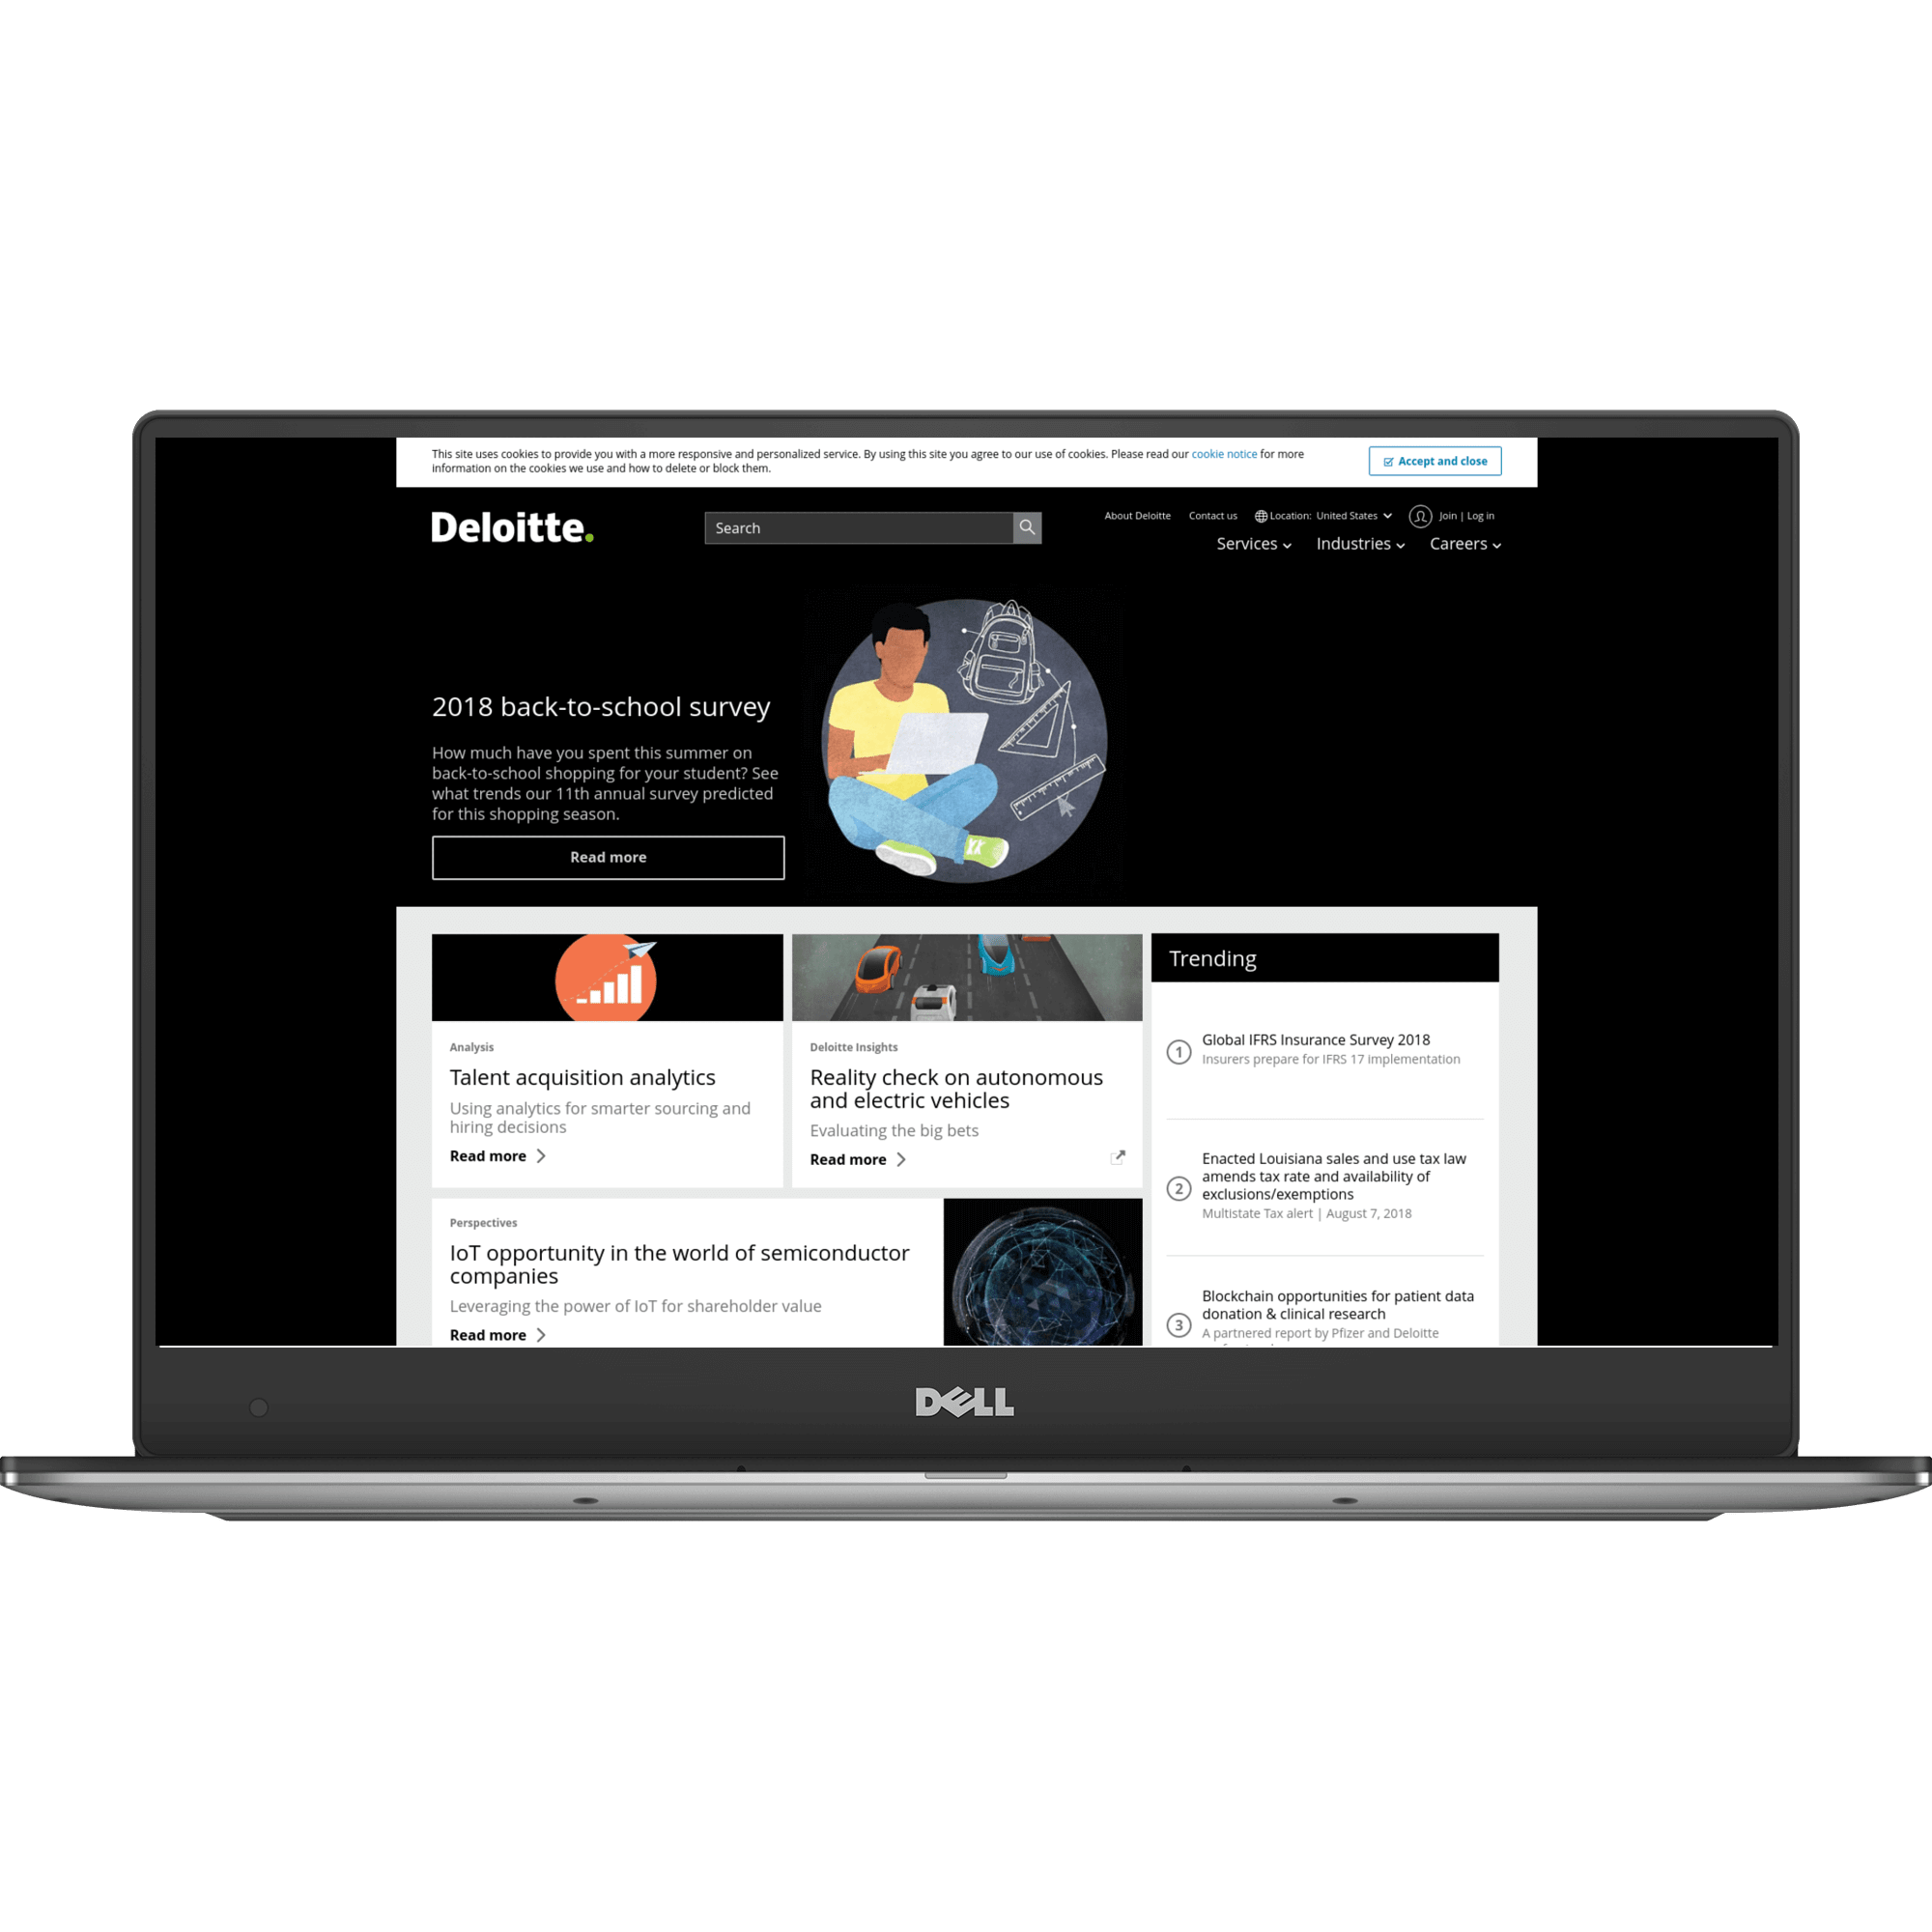 This site uses cookies to provide you with a more responsive and personalized service. By using this site you agree to our use of cookies. Please read our cookie notice for more
information on the cookies we use and how to delete or block them.
Accept and close
Deloitte.
Search
About Deloitte
Contact us
Location: United States
Join | Log in
Services
Industries
Careers
2018 back-to-school survey
How much have you spent this summer on
back-to-school shopping for your student? See
what trends our 11th annual survey predicted
for this shopping season.
Read more
Analysis
Talent acquisition analytics
Using analytics for smarter sourcing and
hiring decisions
Read more
Deloitte Insights
Reality check on autonomous
and electric vehicles
Evaluating the big bets
Read more
Perspectives
IoT opportunity in the world of semiconductor
companies
Leveraging the power of IoT for shareholder value
Read more
Trending
1
Global IFRS Insurance Survey 2018
Insurers prepare for IFRS 17 implementation
2
Enacted Louisiana sales and use tax law
amends tax rate and availability of
exclusions/exemptions
Multistate Tax alert | August 7, 2018
3
Blockchain opportunities for patient data
donation & clinical research
A partnered report by Pfizer and Deloitte
DELL